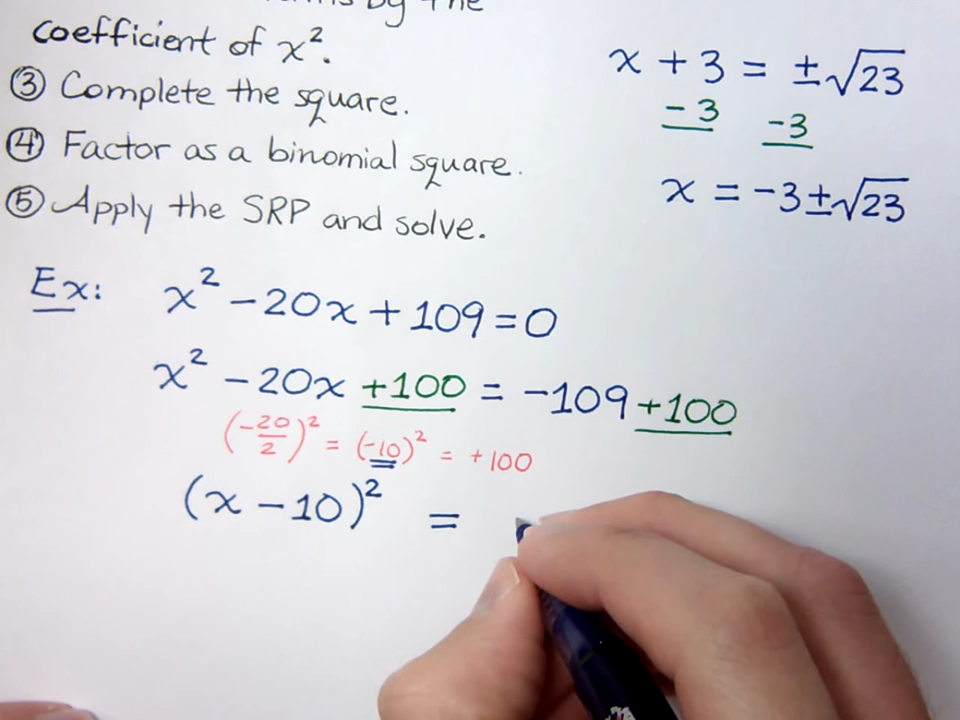 by the
coefficient of x².
③ Complete the square.
④ Factor as a binomial square.
⑤ Apply the SRP and solve.
x + 3 = ±√23
-3 -3
x = -3±√23
Ex: x² - 20x + 109 = 0
x² - 20x +100 = -109 +100
(-20/2)² = (-10)² = +100
(x - 10)² =